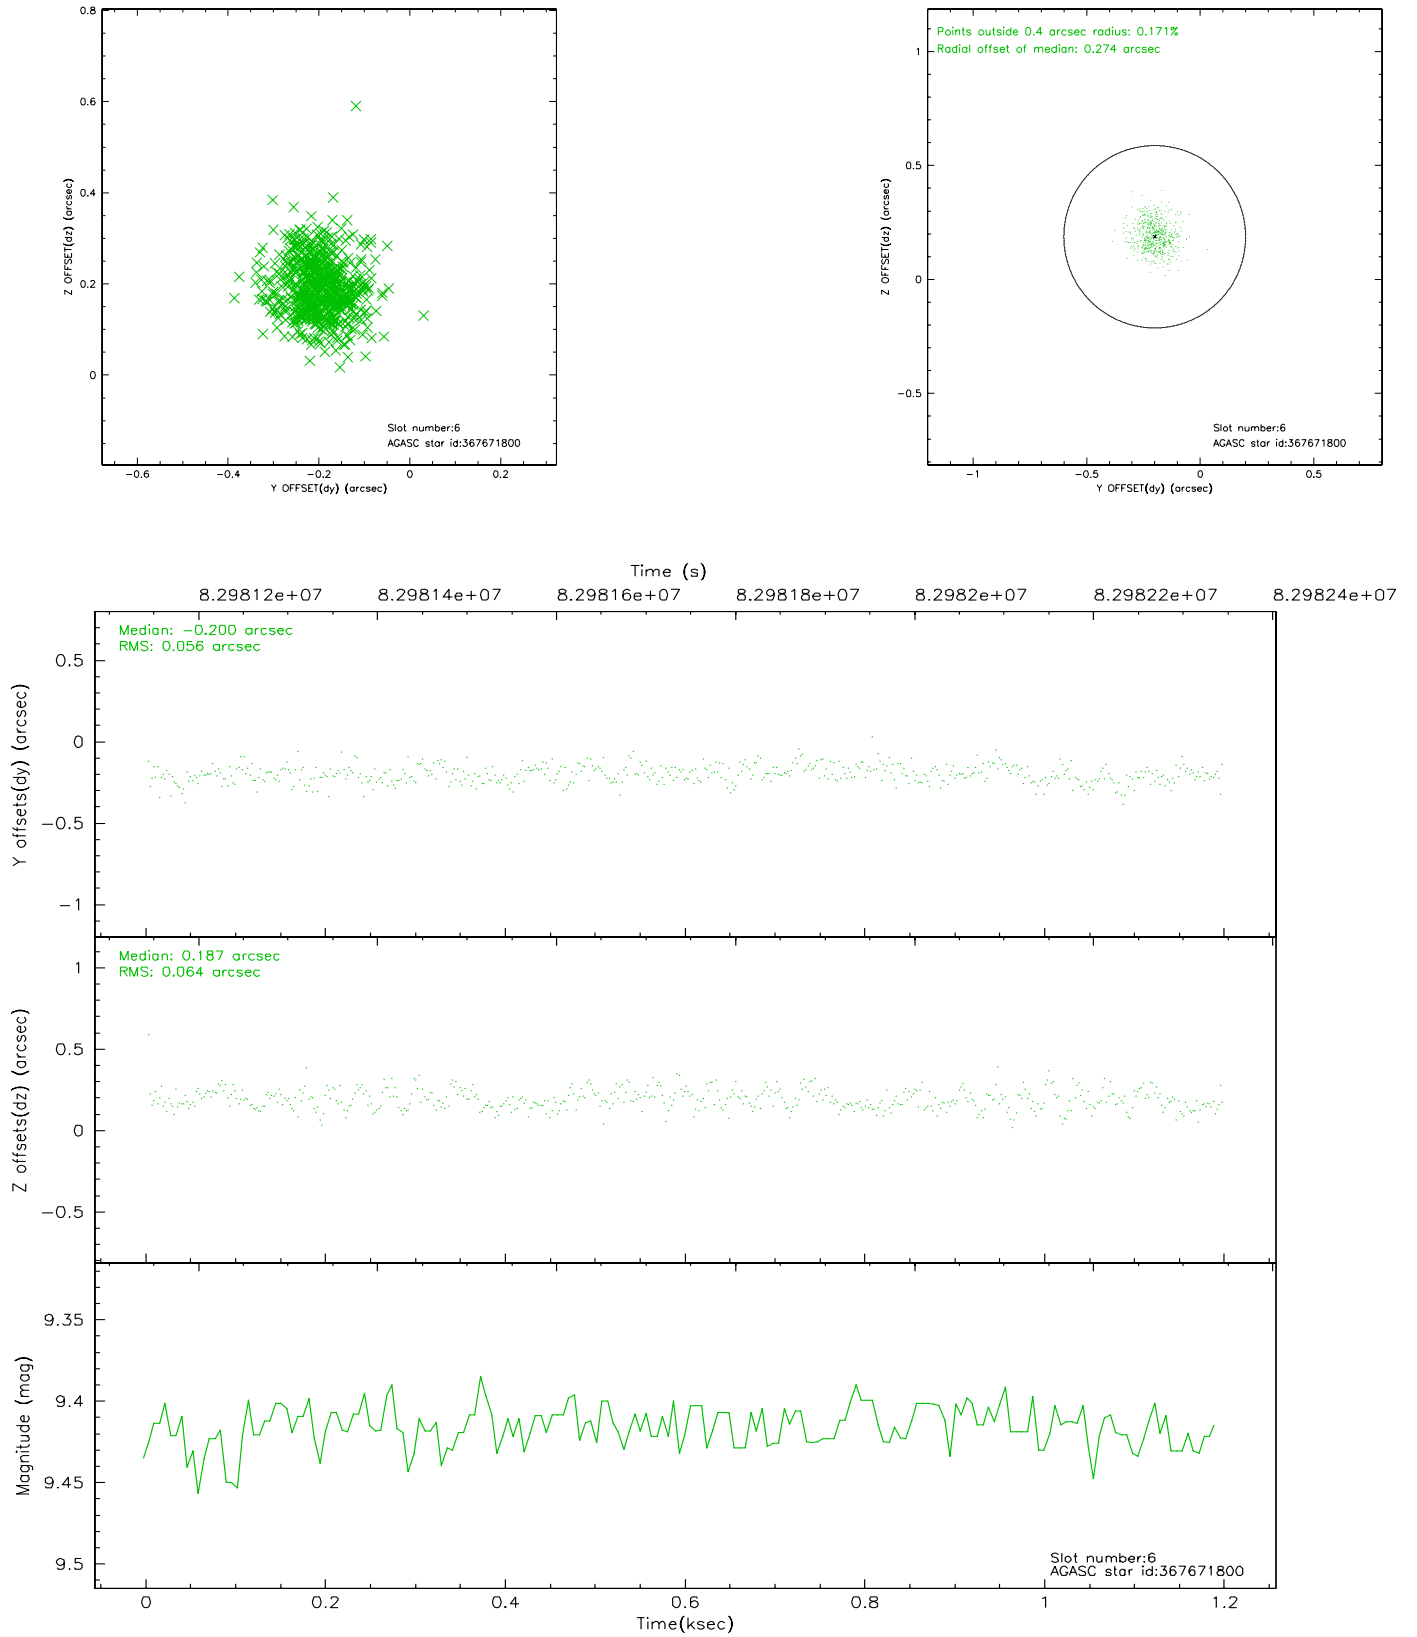 0.8
0.6
0.4
0.2
0
Z OFFSET(dz) (arcsec)
Slot number:6
AGASC star id:367671800
−0.6 −0.4 −0.2 0 0.2
Y OFFSET(dy) (arcsec)
Points outside 0.4 arcsec radius: 0.171%
Radial offset of median: 0.274 arcsec
1
0.5
0
−0.5
Z OFFSET(dz) (arcsec)
Slot number:6
AGASC star id:367671800
−1 −0.5 0 0.5
Y OFFSET(dy) (arcsec)
Time (s)
8.29812e+07 8.29814e+07 8.29816e+07 8.29818e+07 8.2982e+07 8.29822e+07 8.29824e+07
Median: −0.200 arcsec
RMS: 0.056 arcsec
0.5
0
−0.5
−1
Y offsets(dy) (arcsec)
Median: 0.187 arcsec
RMS: 0.064 arcsec
1
0.5
0
−0.5
Z offsets(dz) (arcsec)
9.35
9.4
9.45
9.5
Magnitude (mag)
Slot number:6
AGASC star id:367671800
0 0.2 0.4 0.6 0.8 1 1.2
Time(ksec)